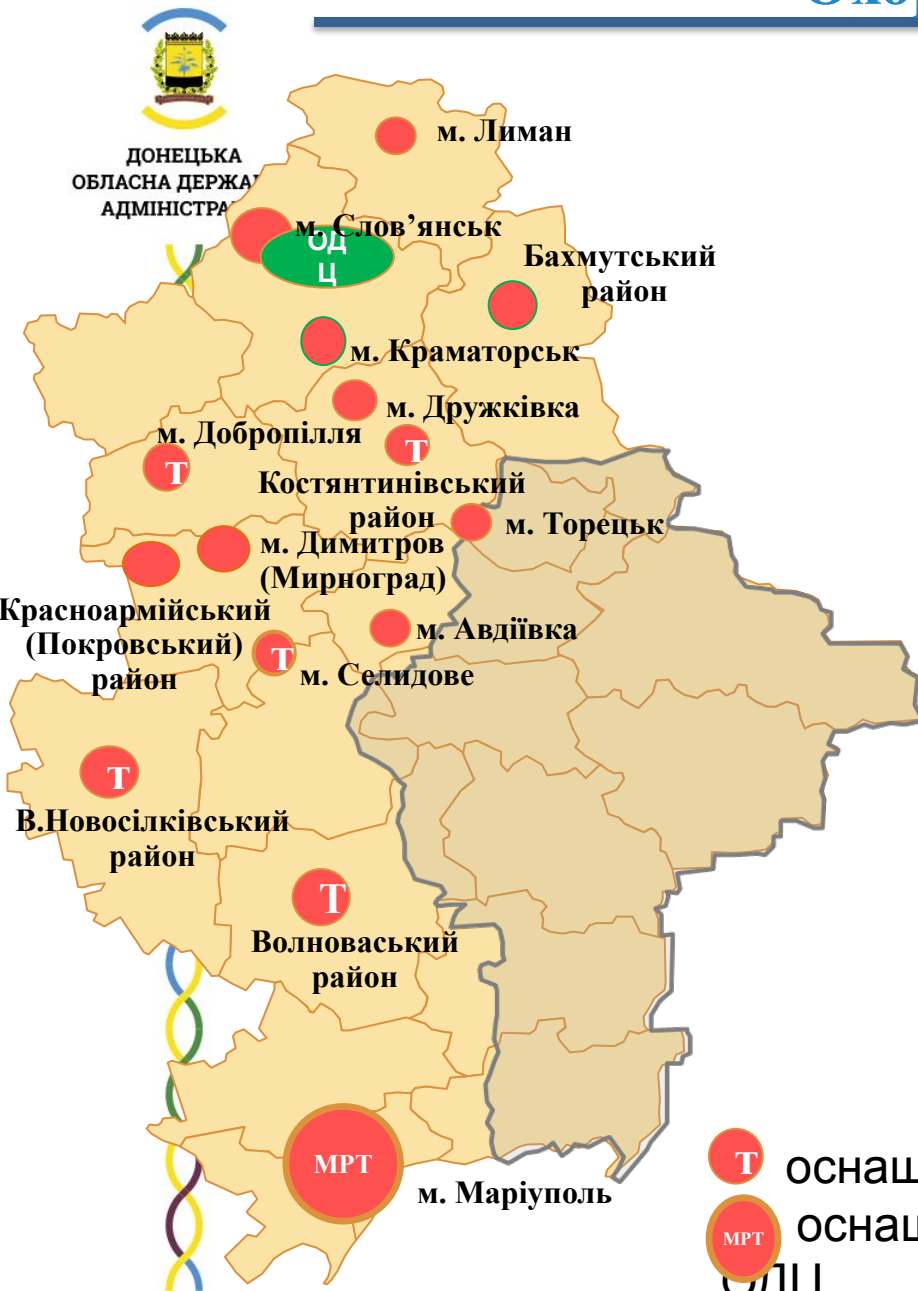 ДОНЕЦЬКА
ОБЛАСНА
АДМІНІСТРА
м. Лиман
м. Слов’янськ
ОД
Ц
Бахмутський
район
м. Краматорськ
м. Дружківка
м. Добропілля
Т
Т
Костянтинівський
район
м. Торецьк
м. Димитров
(Мирноград)
Красноармійський
(Покровський)
район
м. Авдіївка
Т
м. Селидове
Т
В.Новосілківський
район
Т
Волноваський
район
МРТ
м. Маріуполь
Т оснащ
МРТ оснащ